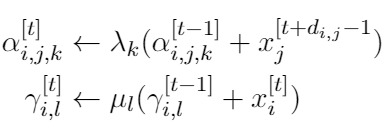 α_{i,j,k}^{[t]} ← λ_k(α_{i,j,k}^{[t-1]} + x_j^{[t+d_{i,j}-1]})
γ_{i,l}^{[t]} ← μ_l(γ_{i,l}^{[t-1]} + x_i^{[t]})